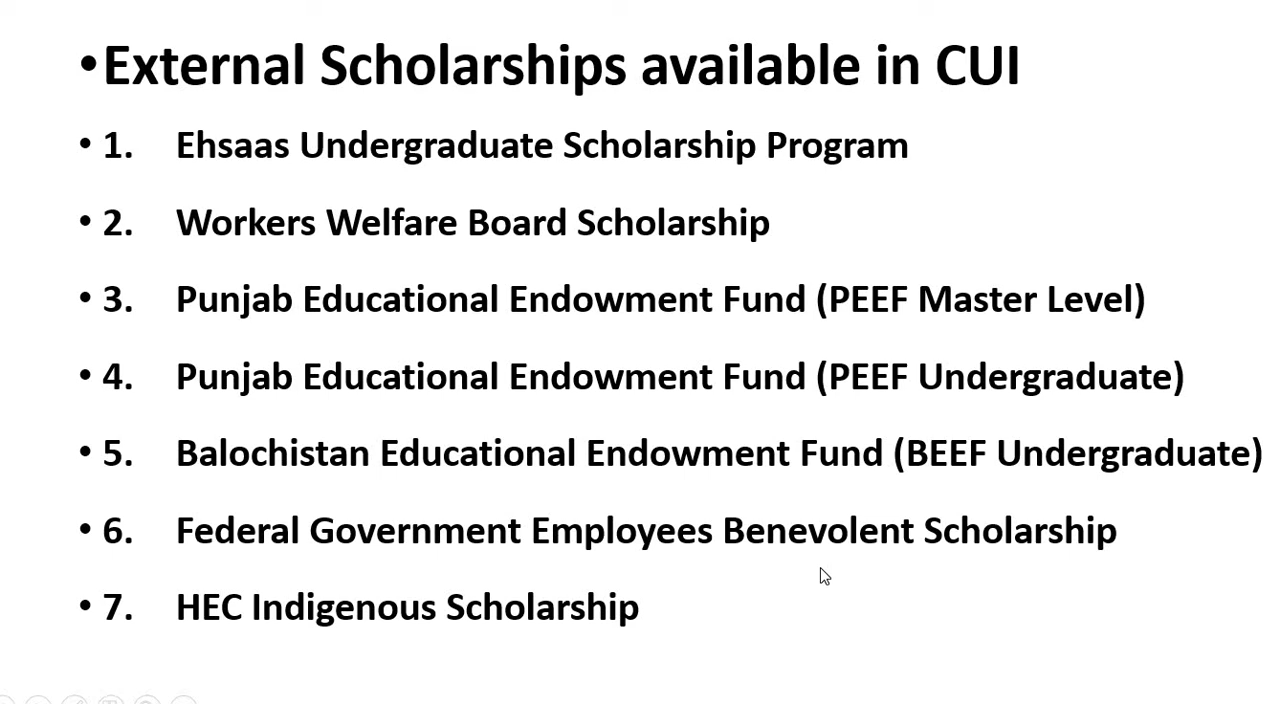 •External Scholarships available in CUI
• 1. Ehsaas Undergraduate Scholarship Program
• 2. Workers Welfare Board Scholarship
• 3. Punjab Educational Endowment Fund (PEEF Master Level)
• 4. Punjab Educational Endowment Fund (PEEF Undergraduate)
• 5. Balochistan Educational Endowment Fund (BEEF Undergraduate)
• 6. Federal Government Employees Benevolent Scholarship
• 7. HEC Indigenous Scholarship